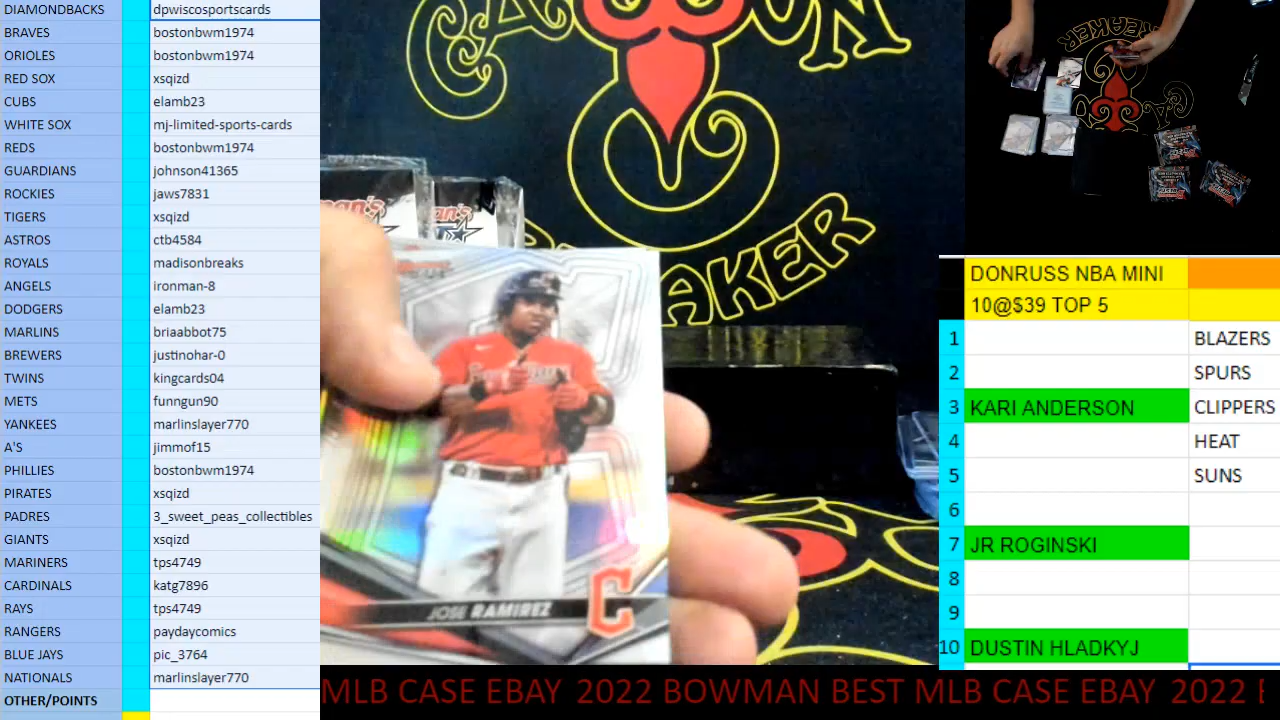 DIAMONDBACKS dpwiscosportscards
BRAVES bostonbwm1974
ORIOLES bostonbwm1974
RED SOX xsqizd
CUBS elamb23
WHITE SOX mj-limited-sports-cards
REDS bostonbwm1974
GUARDIANS johnson41365
ROCKIES jaws7831
TIGERS xsqizd
ASTROS ctb4584
ROYALS madisonbreaks
ANGELS ironman-8
DODGERS elamb23
MARLINS briaabbot75
BREWERS justinohar-0
TWINS kingcards04
METS funngun90
YANKEES marlinslayer770
A'S jimmof15
PHILLIES bostonbwm1974
PIRATES xsqizd
PADRES 3_sweet_peas_collectibles
GIANTS xsqizd
MARINERS tps4749
CARDINALS katg7896
RAYS tps4749
RANGERS paydaycomics
BLUE JAYS pic_3764
NATIONALS marlinslayer770
OTHER/POINTS
AKER
JOSE RAMIREZ
C
DONRUSS NBA MINI
10@$39 TOP 5
1 BLAZERS
2 SPURS
3 KARI ANDERSON CLIPPERS
4 HEAT
5 SUNS
6
7 JR ROGINSKI
8
9
10 DUSTIN HLADKYJ
MLB CASE EBAY 2022 BOWMAN BEST MLB CASE EBAY 2022